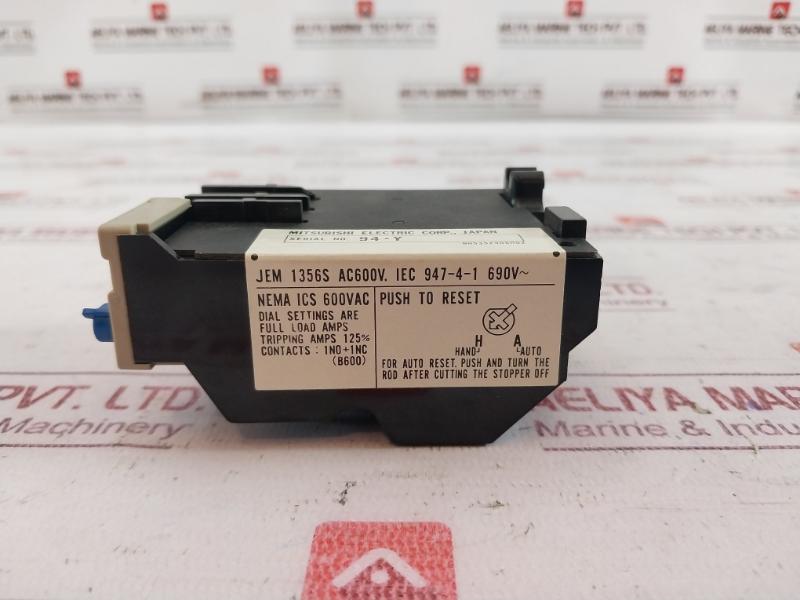 MITSUBISHI ELECTRIC CORP., JAPAN
SERIAL NO. 94-Y
JEM 1356S AC600V. IEC 947-4-1 690V~
NEMA ICS 600VAC
DIAL SETTINGS ARE
FULL LOAD AMPS
TRIPPING AMPS 125%
CONTACTS : 1NO+1NC
(B600)
PUSH TO RESET
H A
HAND AUTO
FOR AUTO RESET, PUSH AND TURN THE
ROD AFTER CUTTING THE STOPPER OFF
PVT. LTD.
Machinery
AELIYA MARINE
Marine & Indu